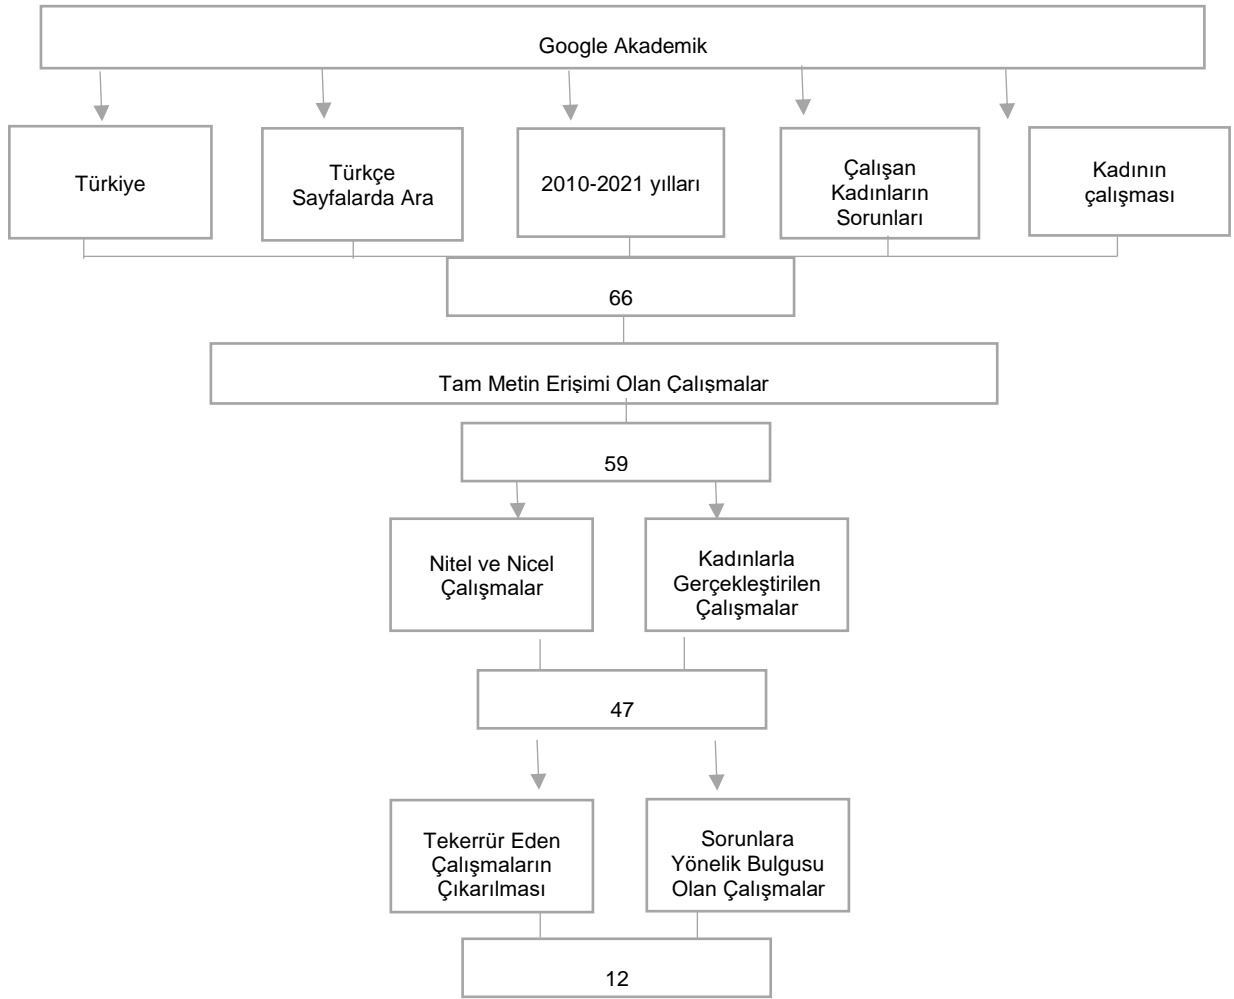 Google Akademik
Türkiye
Türkçe
Sayfalarda Ara
2010-2021 yılları
Çalışan
Kadınların
Sorunları
Kadının
çalışması
66
Tam Metin Erişimi Olan Çalışmalar
59
Nitel ve Nicel
Çalışmalar
Kadınlarla
Gerçekleştirilen
Çalışmalar
47
Tekerrür Eden
Çalışmaların
Çıkarılması
Sorunlara
Yönelik Bulgusu
Olan Çalışmalar
12